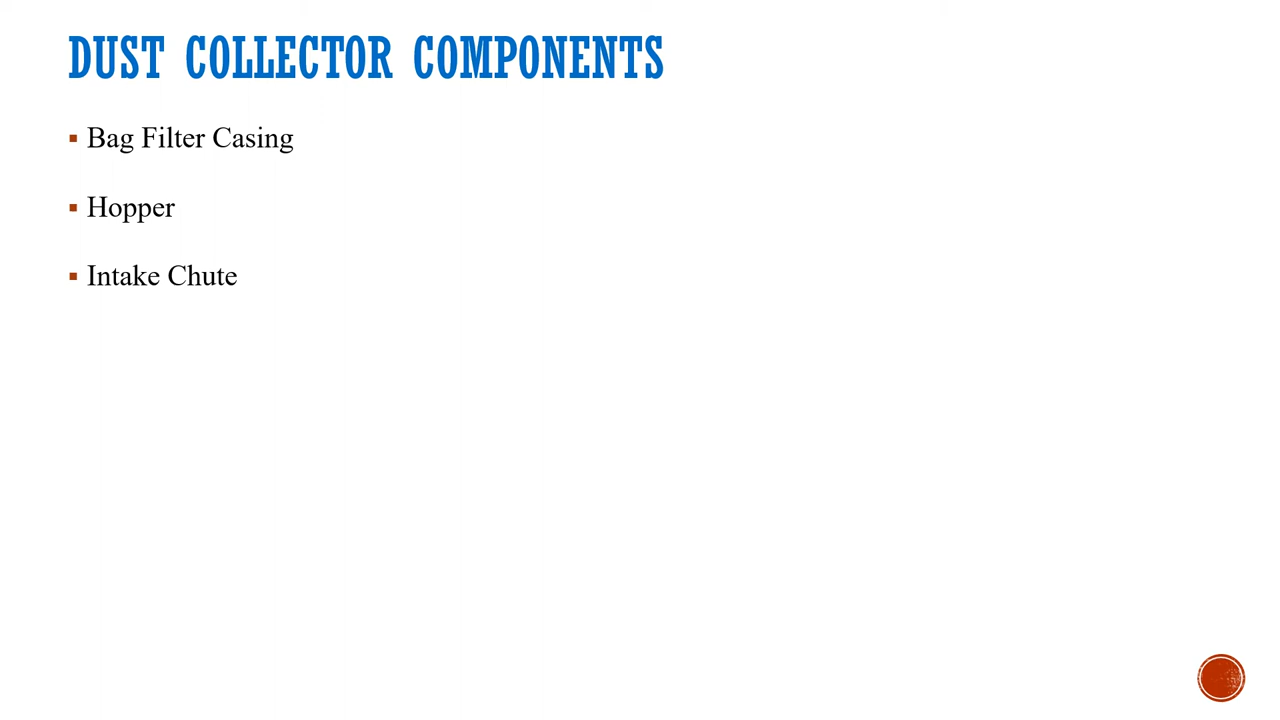 DUST COLLECTOR COMPONENTS
▪ Bag Filter Casing
▪ Hopper
▪ Intake Chute